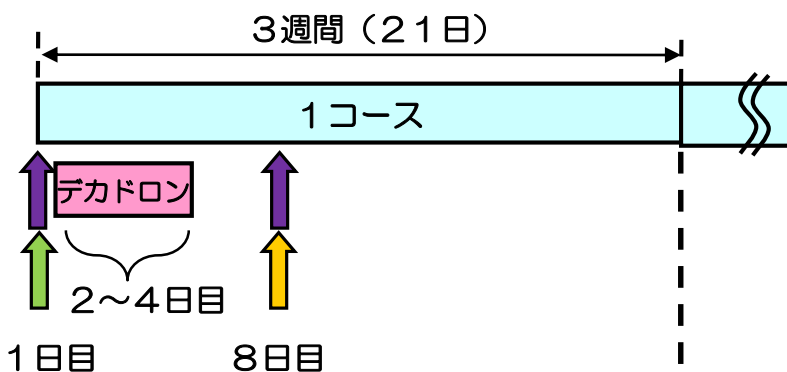 ３週間（２１日）
１コース
デカドロン
２～４日目
１日目
８日目